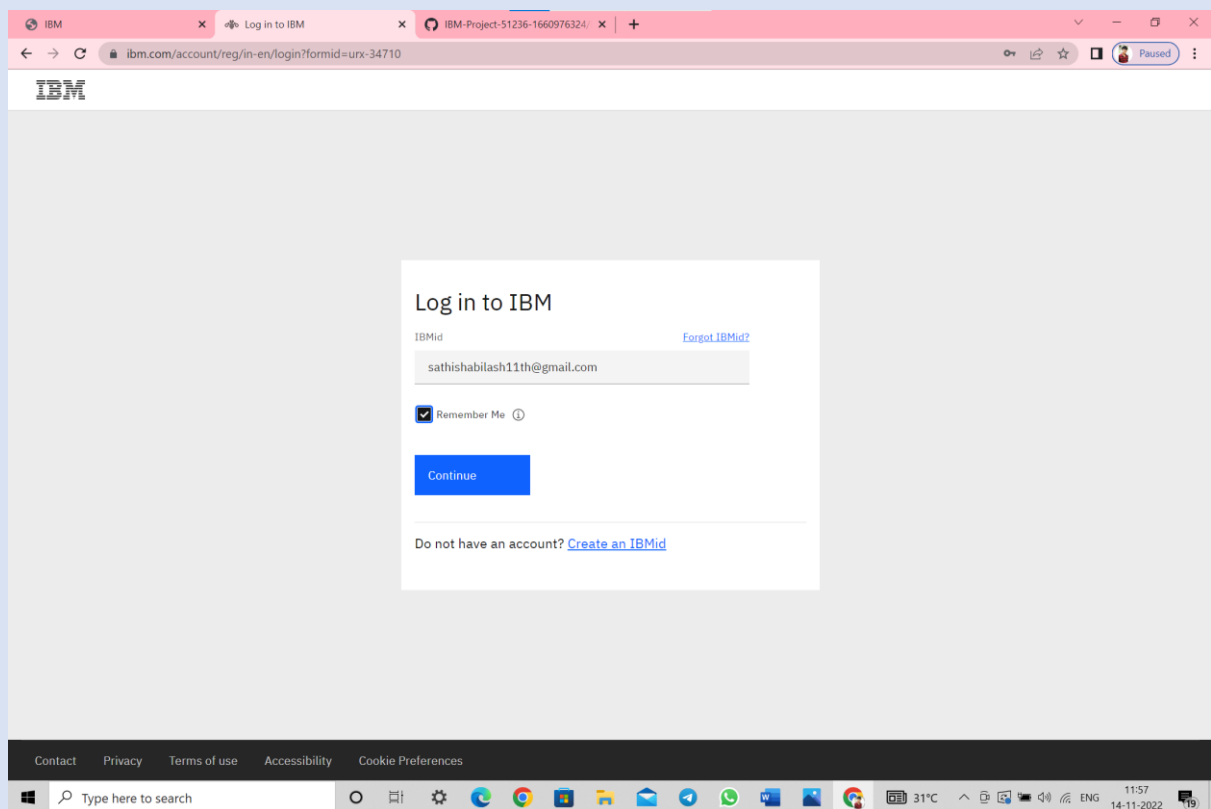 IBM
Log in to IBM
IBM-Project-51236-1660976324/
ibm.com/account/reg/in-en/login?formid=urx-34710
Paused
IBM
Log in to IBM
IBMid
Forgot IBMid?
sathishabilash11th@gmail.com
Remember Me
Continue
Do not have an account? Create an IBMid
Contact Privacy Terms of use Accessibility Cookie Preferences
Type here to search
31°C
ENG
11:57
14-11-2022
19